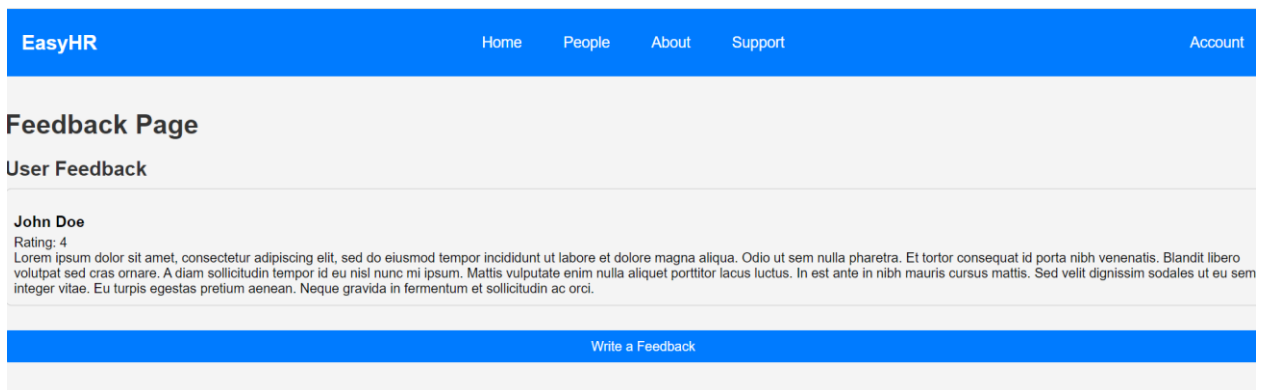 EasyHR Home People About Support Account
Feedback Page
User Feedback
John Doe
Rating: 4
Lorem ipsum dolor sit amet, consectetur adipiscing elit, sed do eiusmod tempor incididunt ut labore et dolore magna aliqua. Odio ut sem nulla pharetra. Et tortor consequat id porta nibh venenatis. Blandit libero
volutpat sed cras ornare. A diam sollicitudin tempor id eu nisl nunc mi ipsum. Mattis vulputate enim nulla aliquet porttitor lacus luctus. In est ante in nibh mauris cursus mattis. Sed velit dignissim sodales ut eu sem
integer vitae. Eu turpis egestas pretium aenean. Neque gravida in fermentum et sollicitudin ac orci.
Write a Feedback